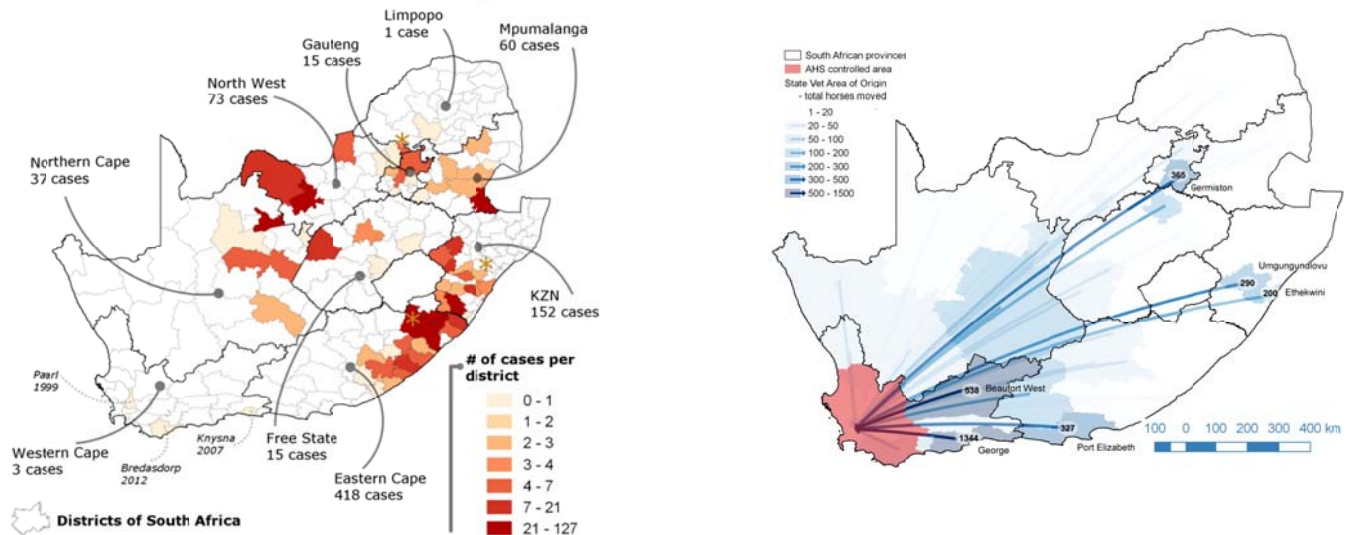 Limpopo
1 case
Mpumalanga
60 cases
Gauteng
15 cases
North West
73 cases
Northern Cape
37 cases
KZN
152 cases
Paarl
1999
Western Cape
3 cases
Bredasdorp
2012
Knysna
2007
Free State
15 cases
Eastern Cape
418 cases
# of cases per
district
0 - 1
1 - 2
2 - 3
3 - 4
4 - 7
7 - 21
21 - 127
Districts of South Africa
South African provinces
AHS controlled area
State Vet Area of Origin
- total horses moved
1 - 20
20 - 50
50 - 100
100 - 200
200 - 300
300 - 500
500 - 1500
365
Germiston
Umgungundlovu
290
200
Ethekwini
538
Beaufort West
327
1344
George
Port Elizabeth
100 0 100 200 300 400 km